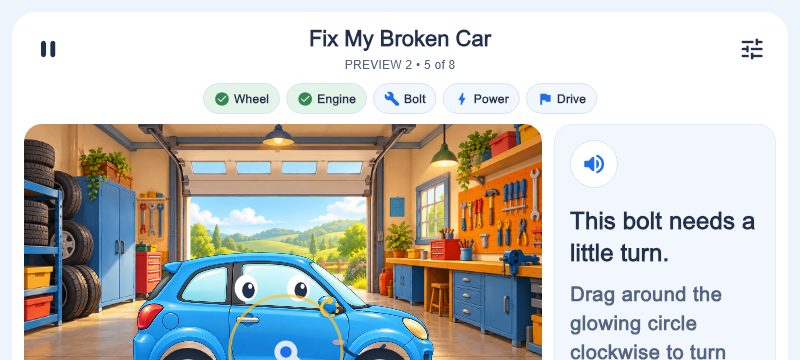 Fix My Broken Car
PREVIEW 2 • 5 of 8
Wheel
Engine
Bolt
Power
Drive
This bolt needs a
little turn.
Drag around the
glowing circle
clockwise to turn